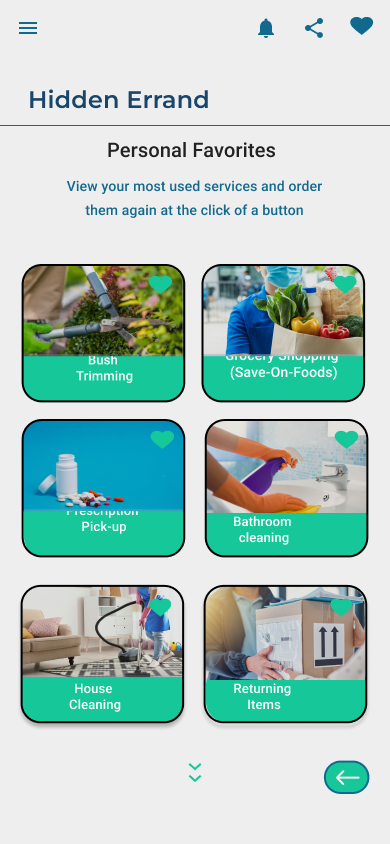 Hidden Errand
Personal Favorites
View your most used services and order
them again at the click of a button
Bush
Trimming
Grocery Shopping
(Save-On-Foods)
Prescription
Pick-up
Bathroom
cleaning
House
Cleaning
Returning
Items